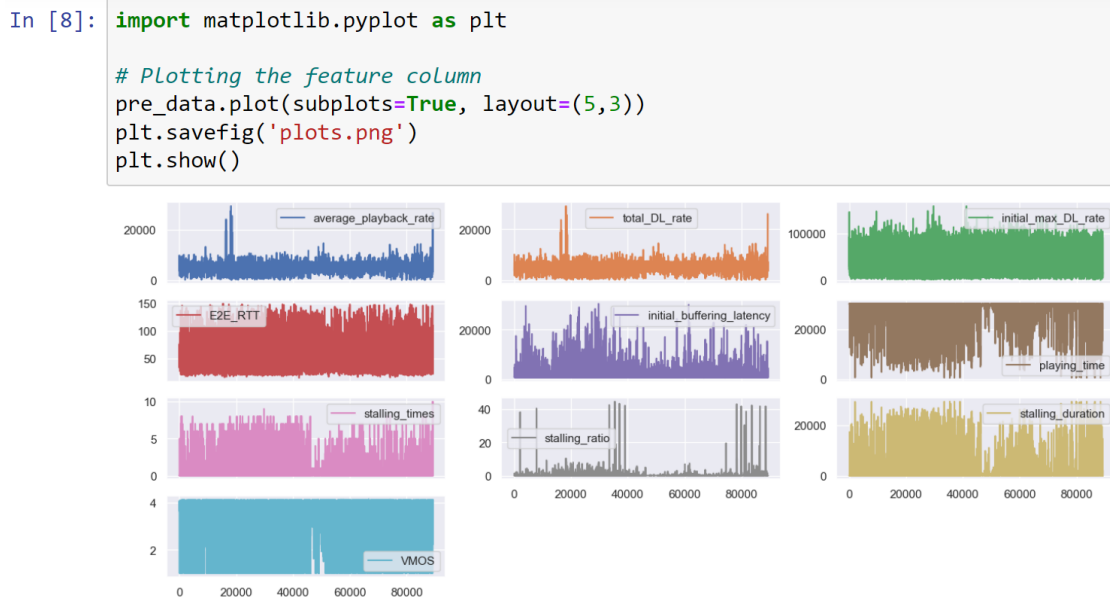 In [8]: import matplotlib.pyplot as plt
# Plotting the feature column
pre_data.plot(subplots=True, layout=(5,3))
plt.savefig('plots.png')
plt.show()
20000
0
average_playback_rate
20000
0
total_DL_rate
100000
0
initial_max_DL_rate
150
100
50
E2E_RTT
20000
0
initial_buffering_latency
20000
0
playing_time
10
5
0
stalling_times
40
20
0
stalling_ratio
0 20000 40000 60000 80000
20000
0
stalling_duration
0 20000 40000 60000 80000
4
2
VMOS
0 20000 40000 60000 80000